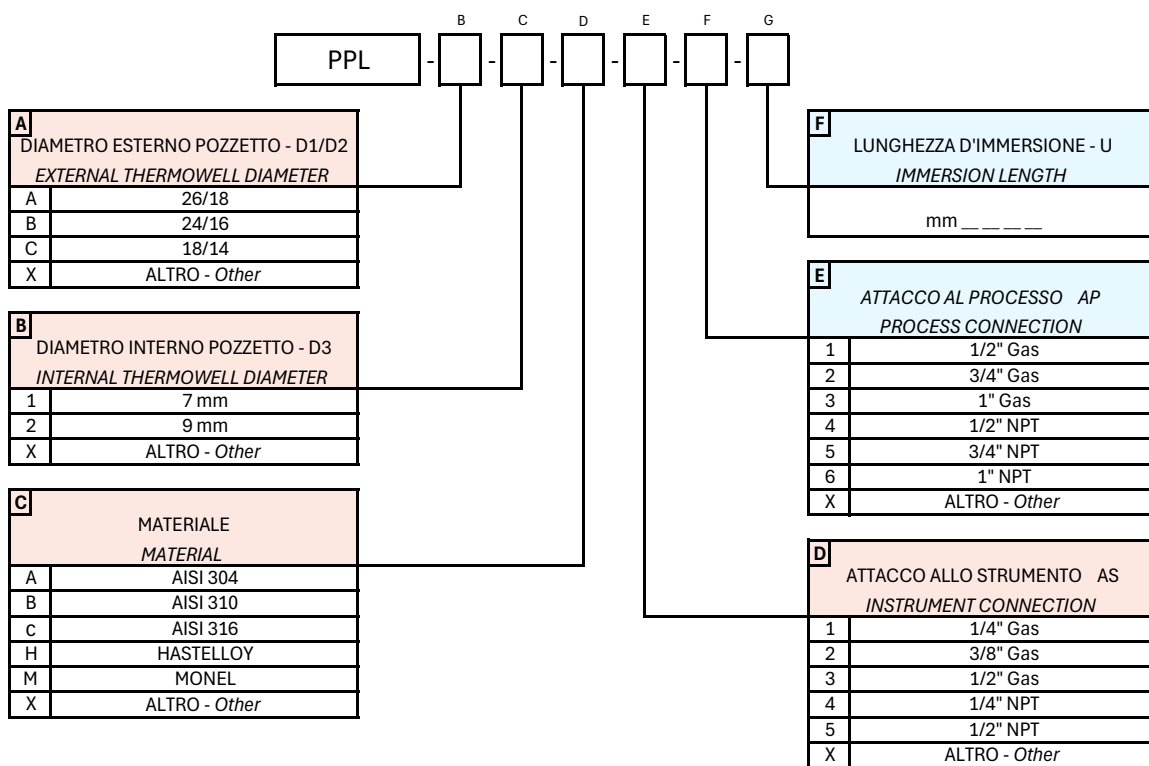 B C D E F G
PPL - - - - - -
A
DIAMETRO ESTERNO POZZETTO - D1/D2
EXTERNAL THERMOWELL DIAMETER
A 26/18
B 24/16
C 18/14
X ALTRO - Other
B
DIAMETRO INTERNO POZZETTO - D3
INTERNAL THERMOWELL DIAMETER
1 7 mm
2 9 mm
X ALTRO - Other
C
MATERIALE
MATERIAL
A AISI 304
B AISI 310
c AISI 316
H HASTELLOY
M MONEL
X ALTRO - Other
F
LUNGHEZZA D'IMMERSIONE - U
IMMERSION LENGTH
mm __ __ __ __
E
ATTACCO AL PROCESSO AP
PROCESS CONNECTION
1 1/2" Gas
2 3/4" Gas
3 1" Gas
4 1/2" NPT
5 3/4" NPT
6 1" NPT
X ALTRO - Other
D
ATTACCO ALLO STRUMENTO AS
INSTRUMENT CONNECTION
1 1/4" Gas
2 3/8" Gas
3 1/2" Gas
4 1/4" NPT
5 1/2" NPT
X ALTRO - Other